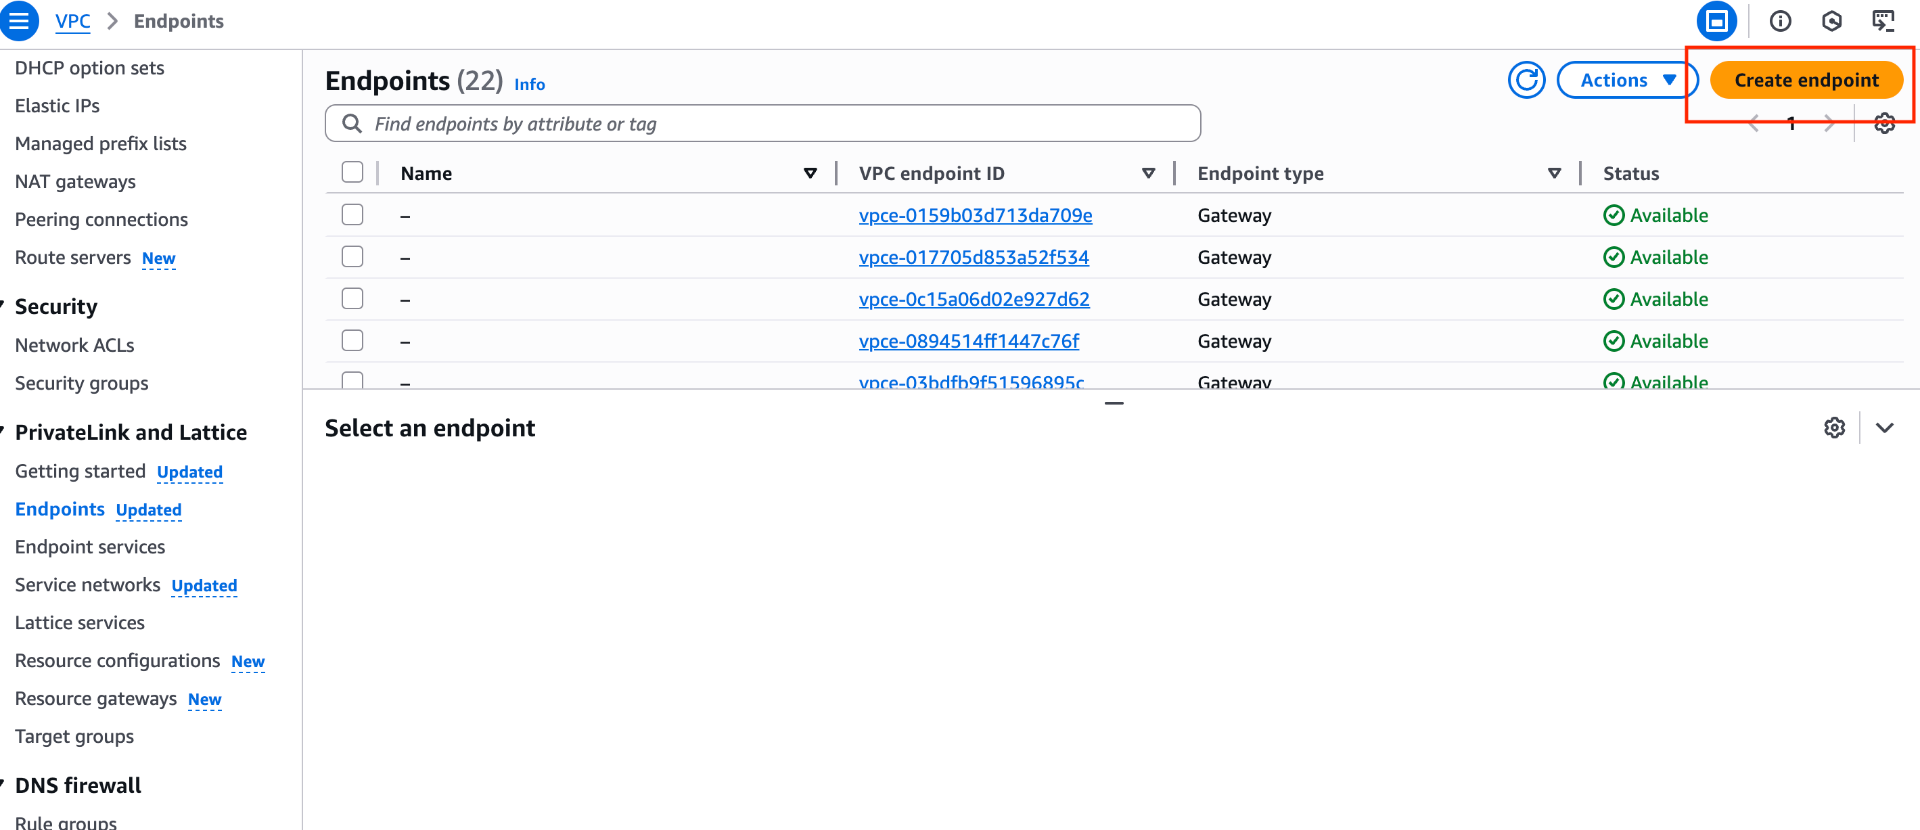 VPC > Endpoints
DHCP option sets
Elastic IPs
Managed prefix lists
NAT gateways
Peering connections
Route servers New
Security
Network ACLs
Security groups
PrivateLink and Lattice
Getting started Updated
Endpoints Updated
Endpoint services
Service networks Updated
Lattice services
Resource configurations New
Resource gateways New
Target groups
DNS firewall
Rule groups
Endpoints (22) Info
Actions
Create endpoint
Find endpoints by attribute or tag
1
Name VPC endpoint ID Endpoint type Status
– vpce-0159b03d713da709e Gateway Available
– vpce-017705d853a52f534 Gateway Available
– vpce-0c15a06d02e927d62 Gateway Available
– vpce-0894514ff1447c76f Gateway Available
– vpce-03bdfb9f51596895c Gateway Available
Select an endpoint